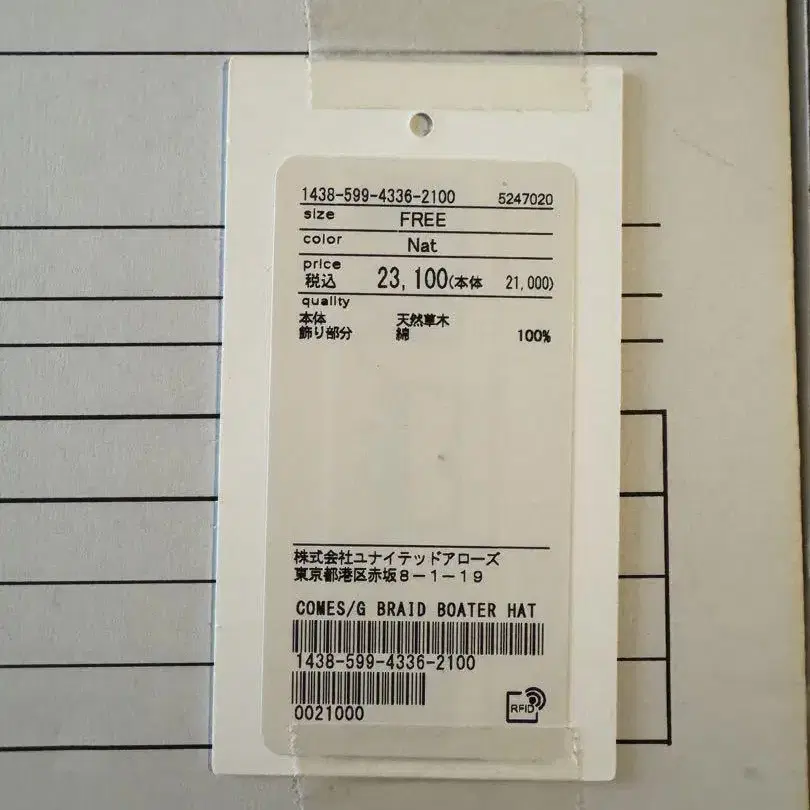 1438-599-4336-2100 5247020
size FREE
color Nat
price
税込 23,100(本体 21,000)
quality
本体 天然草木
飾り部分 綿 100%
株式会社ユナイテッドアローズ
東京都港区赤坂8-1-19
COMES/G BRAID BOATER HAT
1438-599-4336-2100
0021000
RFID